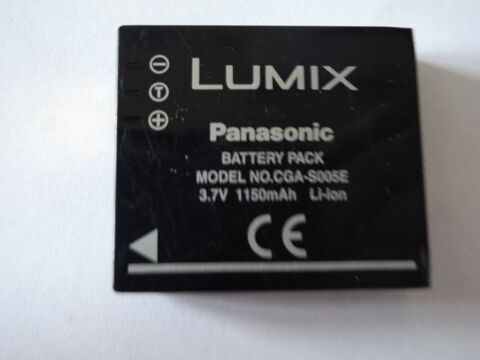 LUMIX
Panasonic
BATTERY PACK
MODEL NO.CGA-S005E
3.7V 1150mAh Li-ion
CE
T